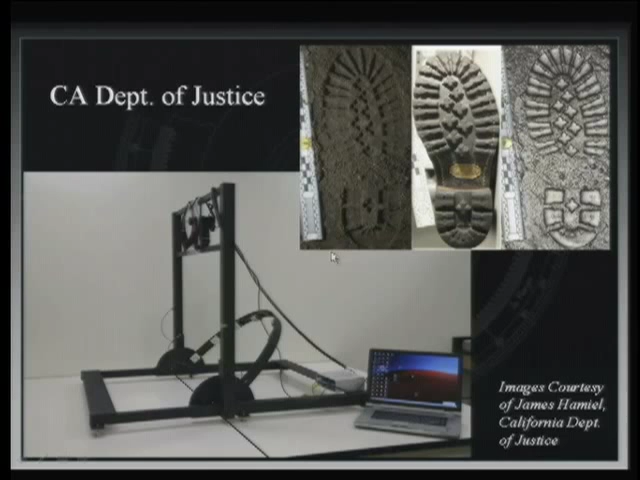 CA Dept. of Justice
Images Courtesy
of James Hamiel,
California Dept.
of Justice